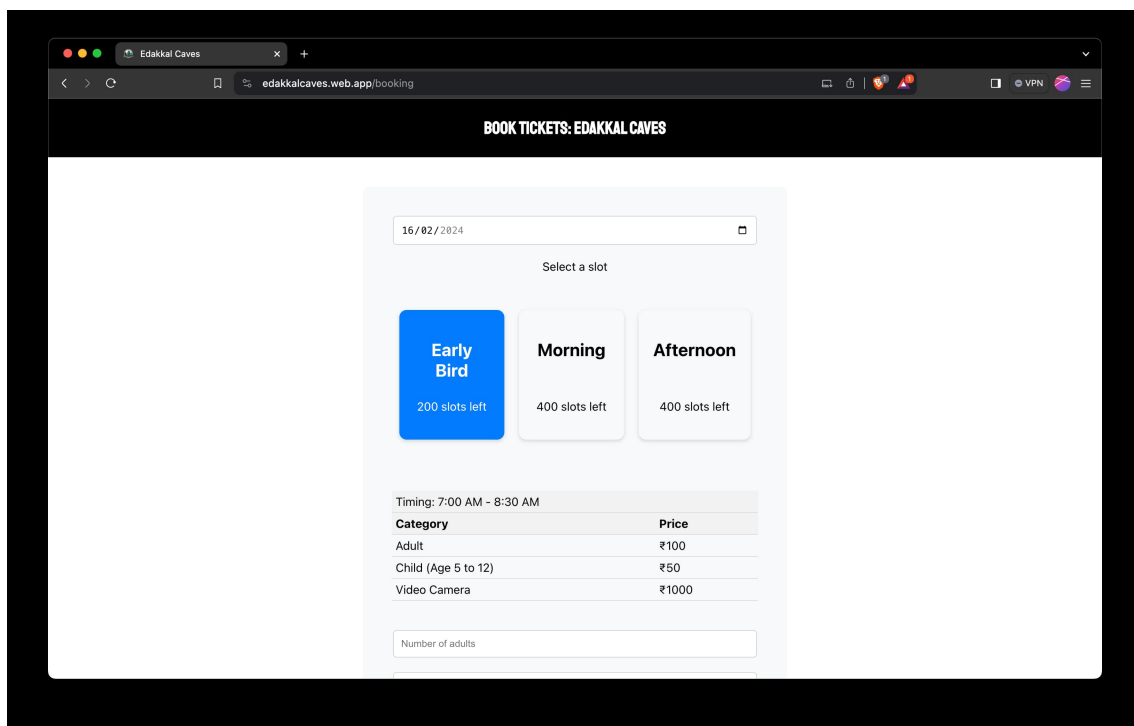 Edakkal Caves
edakkalcaves.web.app/booking
1
VPN
BOOK TICKETS: EDAKKAL CAVES
16/02/2024
Select a slot
Early
Bird
200 slots left
Morning
400 slots left
Afternoon
400 slots left
Timing: 7:00 AM - 8:30 AM
Category Price
Adult ₹100
Child (Age 5 to 12) ₹50
Video Camera ₹1000
Number of adults